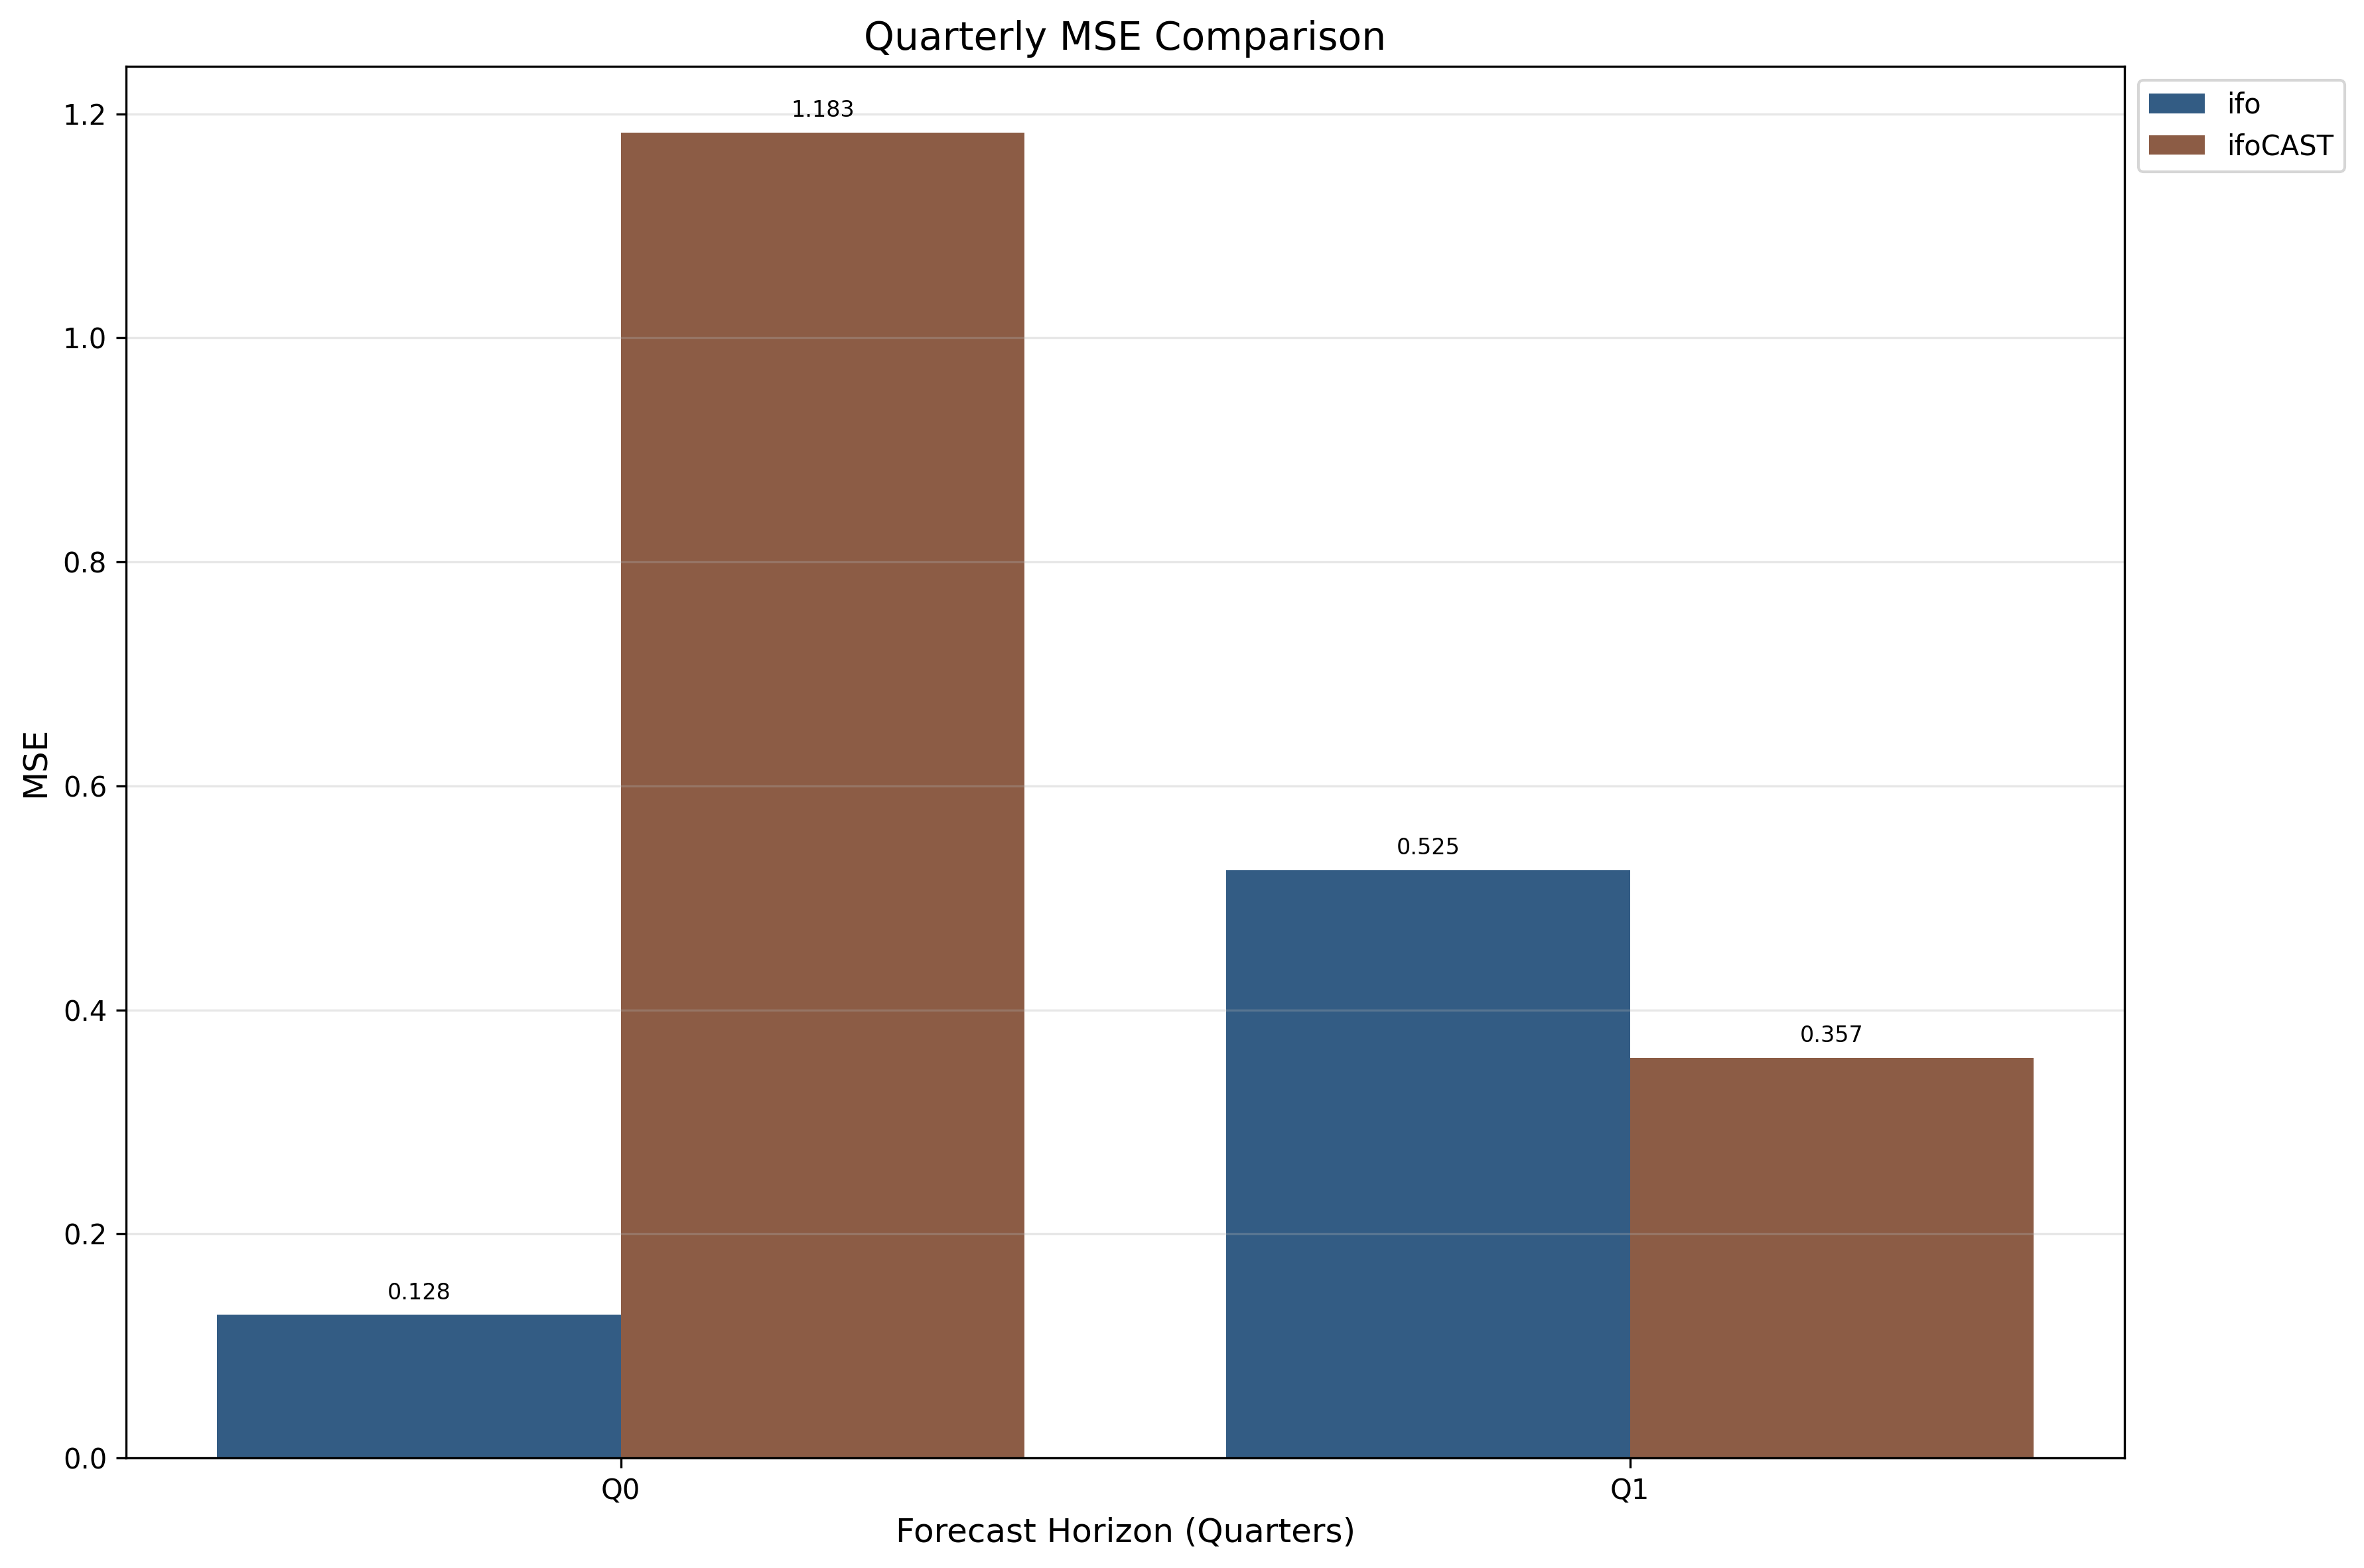 Quarterly MSE Comparison
ifo
ifoCAST
MSE
1.2
1.0
0.8
0.6
0.4
0.2
0.0
1.183
0.525
0.357
0.128
Q0
Q1
Forecast Horizon (Quarters)